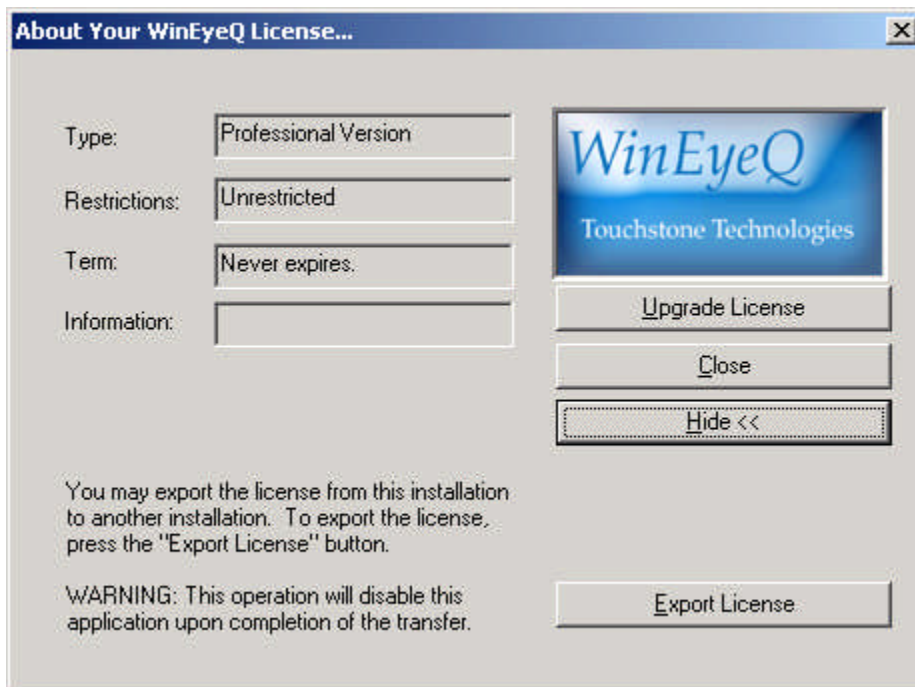 About Your WinEyeQ License...
Type:
Professional Version
Restrictions:
Unrestricted
Term:
Never expires.
Information:
WinEyeQ
Touchstone Technologies
Upgrade License
Close
Hide <<
You may export the license from this installation
to another installation.  To export the license,
press the "Export License" button.
WARNING: This operation will disable this
application upon completion of the transfer.
Export License